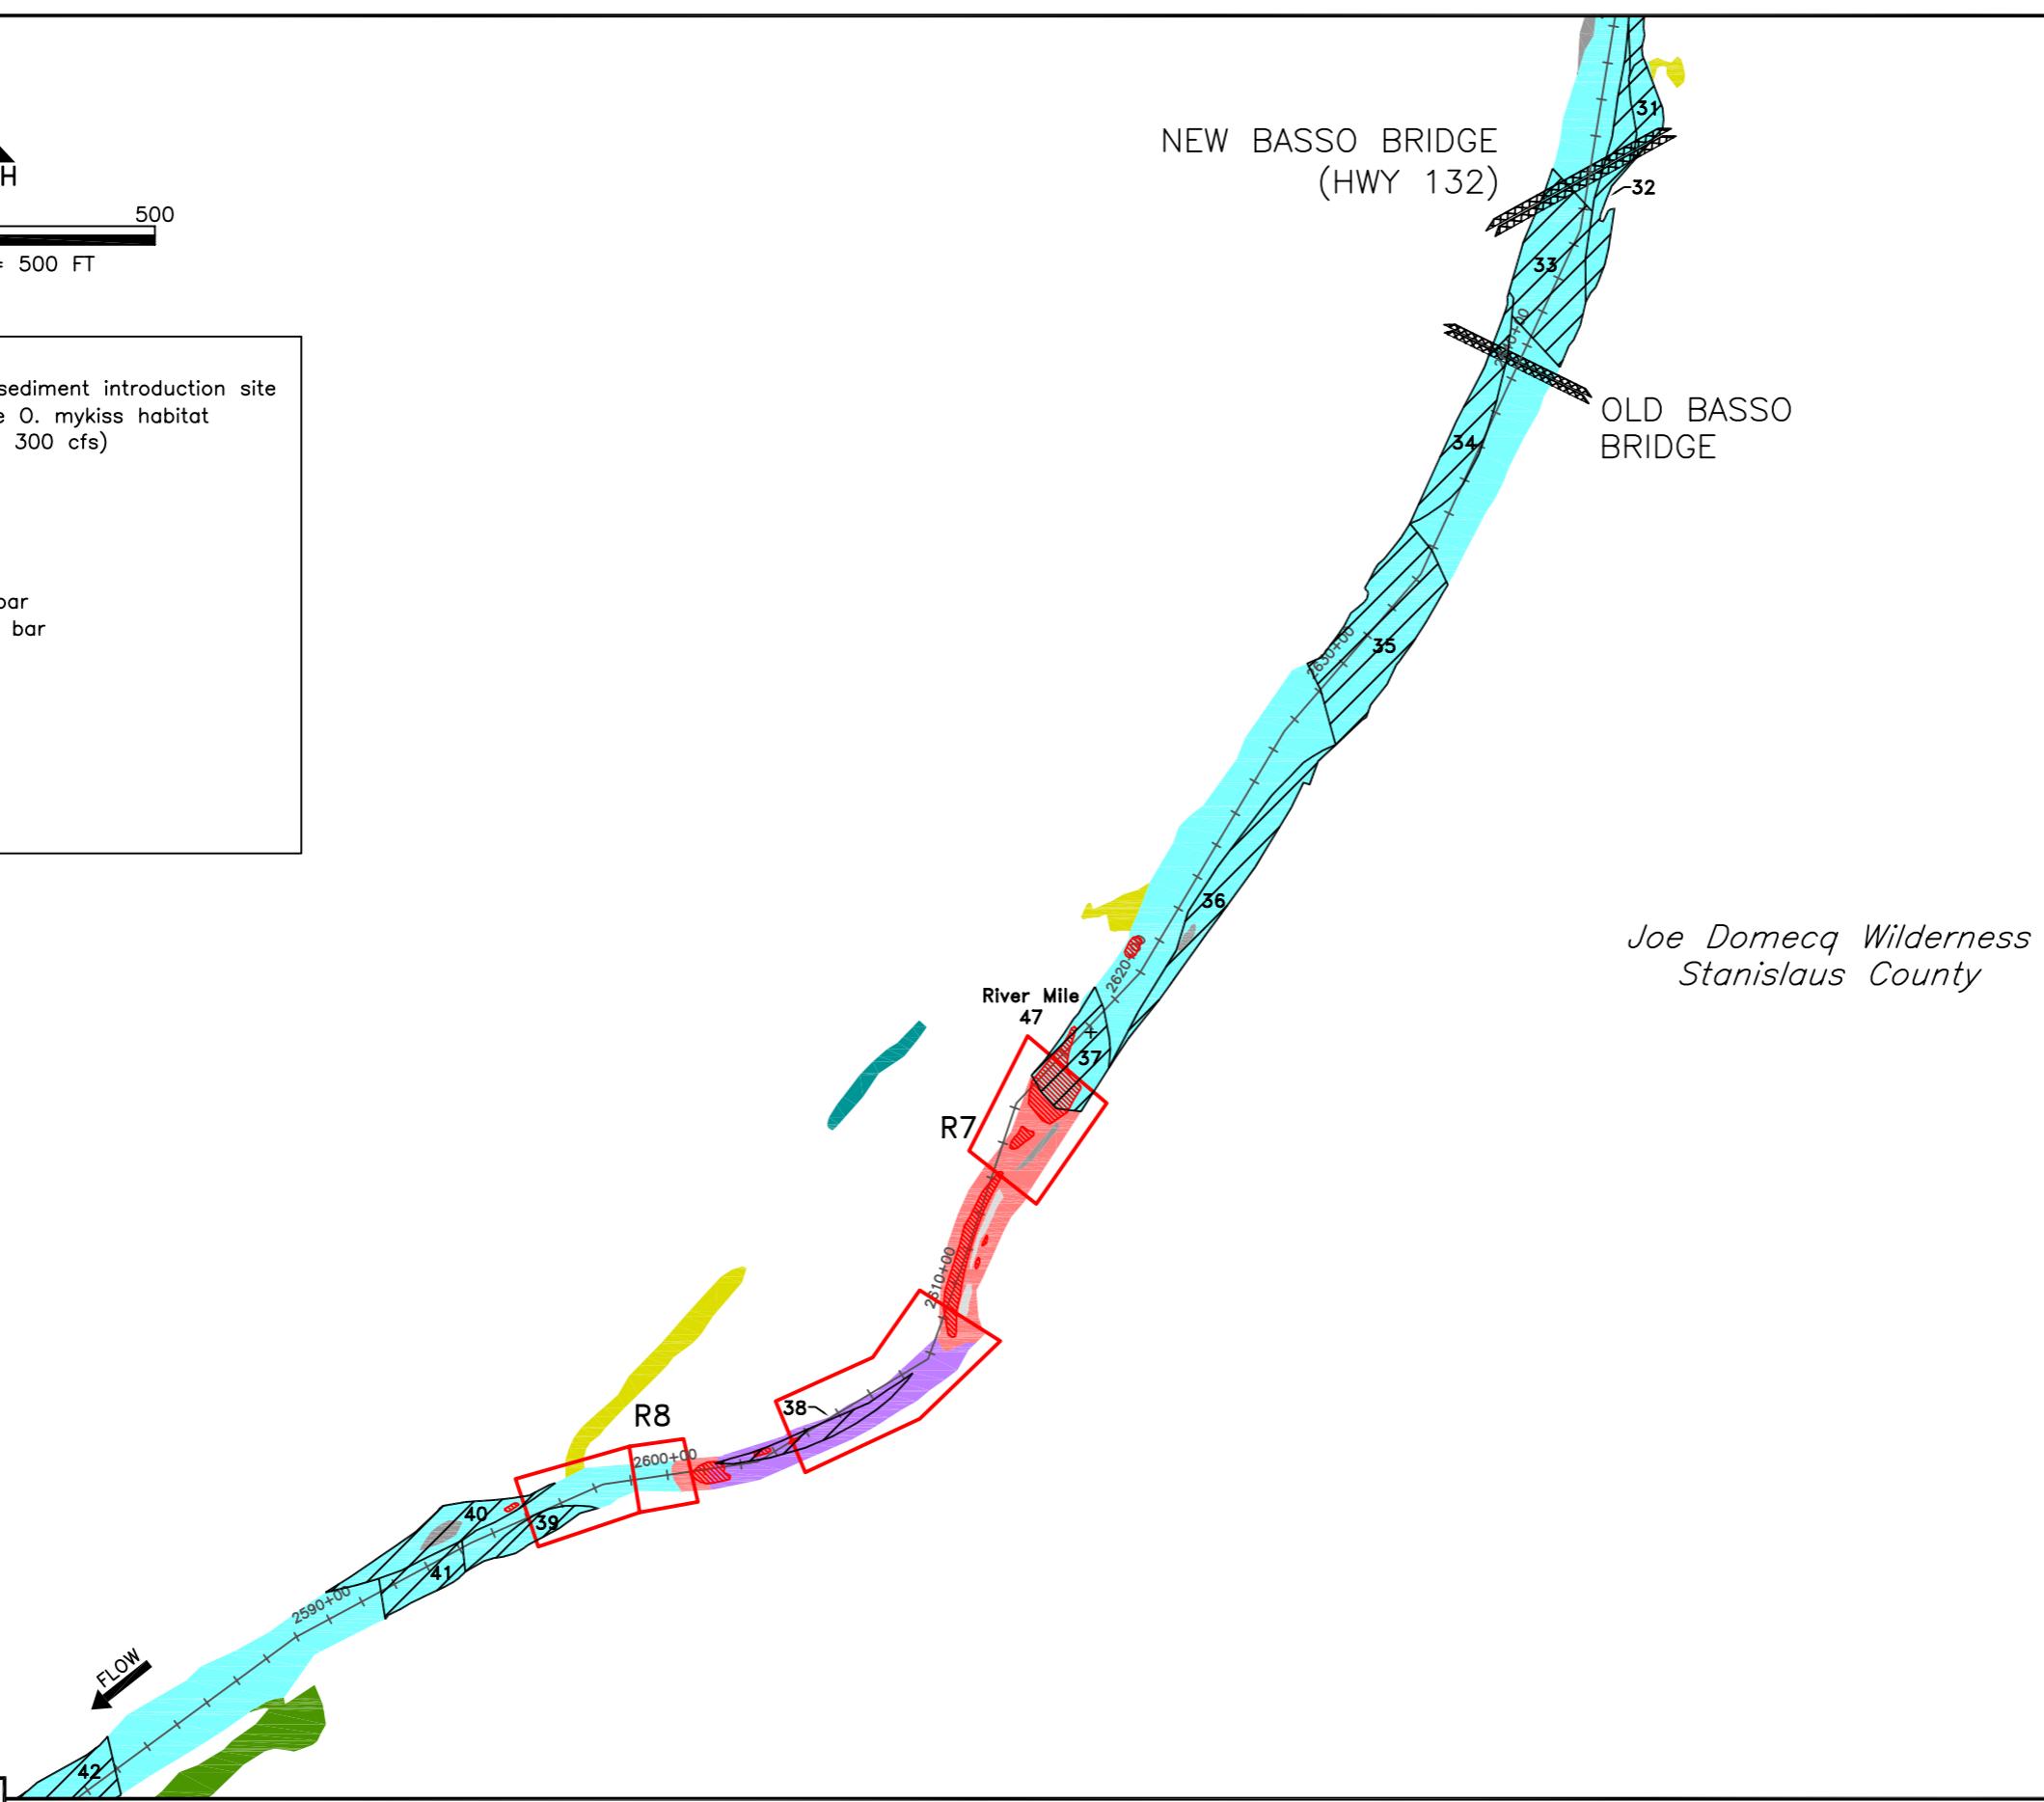 H
500
= 500 FT
sediment introduction site
e O. mykiss habitat
300 cfs)
bar
bar
NEW BASSO BRIDGE
(HWY 132)
31
32
33
OLD BASSO
BRIDGE
34
2630+00
35
36
Joe Domecq Wilderness
Stanislaus County
River Mile
47
37
R7
2610+00
38
R8
2600+00
40
39
41
2590+00
FLOW
42